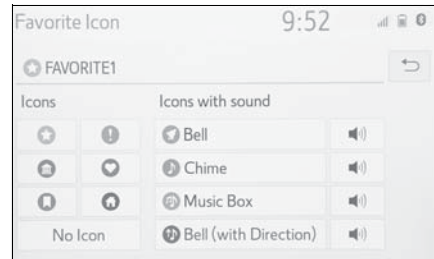 Favorite Icon 9:52
FAVORITE1
Icons Icons with sound
Bell
Chime
Music Box
No Icon Bell (with Direction)